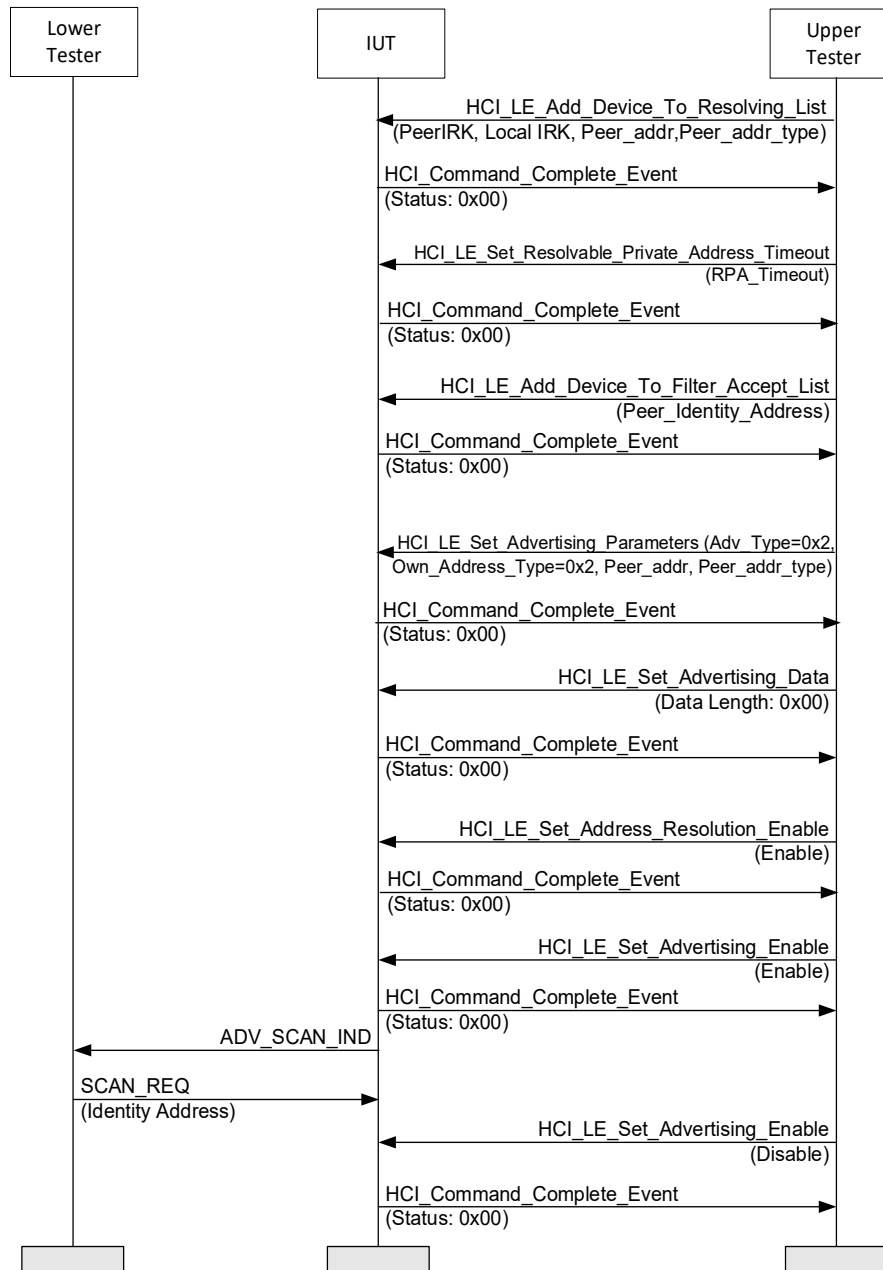 Lower
Tester
IUT
Upper
Tester
HCI_LE_Add_Device_To_Resolving_List
(PeerIRK, Local IRK, Peer_addr,Peer_addr_type)
HCI_Command_Complete_Event
(Status: 0x00)
HCI_LE_Set_Resolvable_Private_Address_Timeout
(RPA_Timeout)
HCI_Command_Complete_Event
(Status: 0x00)
HCI_LE_Add_Device_To_Filter_Accept_List
(Peer_Identity_Address)
HCI_Command_Complete_Event
(Status: 0x00)
HCI_LE_Set_Advertising_Parameters (Adv_Type=0x2,
Own_Address_Type=0x2, Peer_addr, Peer_addr_type)
HCI_Command_Complete_Event
(Status: 0x00)
HCI_LE_Set_Advertising_Data
(Data Length: 0x00)
HCI_Command_Complete_Event
(Status: 0x00)
HCI_LE_Set_Address_Resolution_Enable
(Enable)
HCI_Command_Complete_Event
(Status: 0x00)
HCI_LE_Set_Advertising_Enable
(Enable)
HCI_Command_Complete_Event
(Status: 0x00)
ADV_SCAN_IND
SCAN_REQ
(Identity Address)
HCI_LE_Set_Advertising_Enable
(Disable)
HCI_Command_Complete_Event
(Status: 0x00)